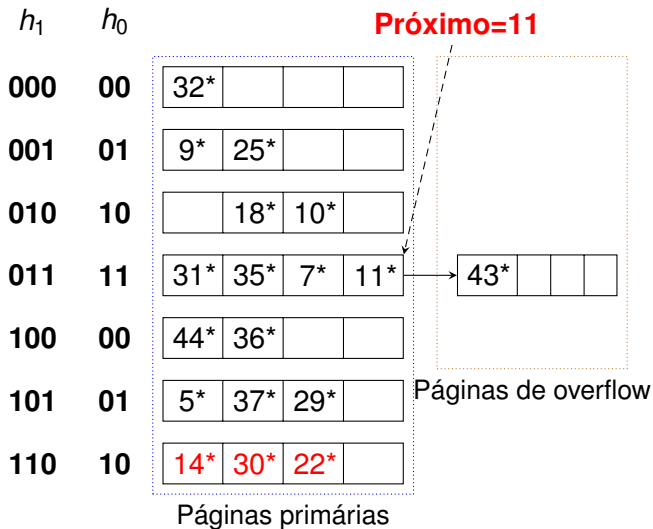 h1 h0 Próximo=11
000 00 32*
001 01 9* 25*
010 10 18* 10*
011 11 31* 35* 7* 11* 43*
100 00 44* 36*
101 01 5* 37* 29*
Páginas de overflow
110 10 14* 30* 22*
Páginas primárias